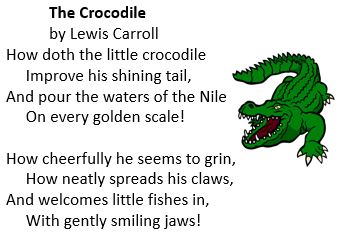 The Crocodile
by Lewis Carroll
How doth the little crocodile
Improve his shining tail,
And pour the waters of the Nile
On every golden scale!

How cheerfully he seems to grin,
How neatly spreads his claws,
And welcomes little fishes in,
With gently smiling jaws!